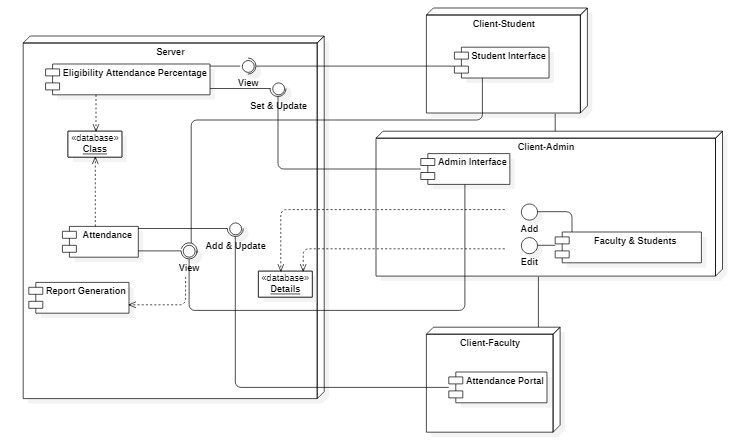 Client-Student
Student Interface
Server
Eligibility Attendance Percentage
View
Set & Update
«database»
Class
Client-Admin
Admin Interface
Add
Faculty & Students
Edit
Attendance
Add & Update
View
«database»
Details
Report Generation
Client-Faculty
Attendance Portal